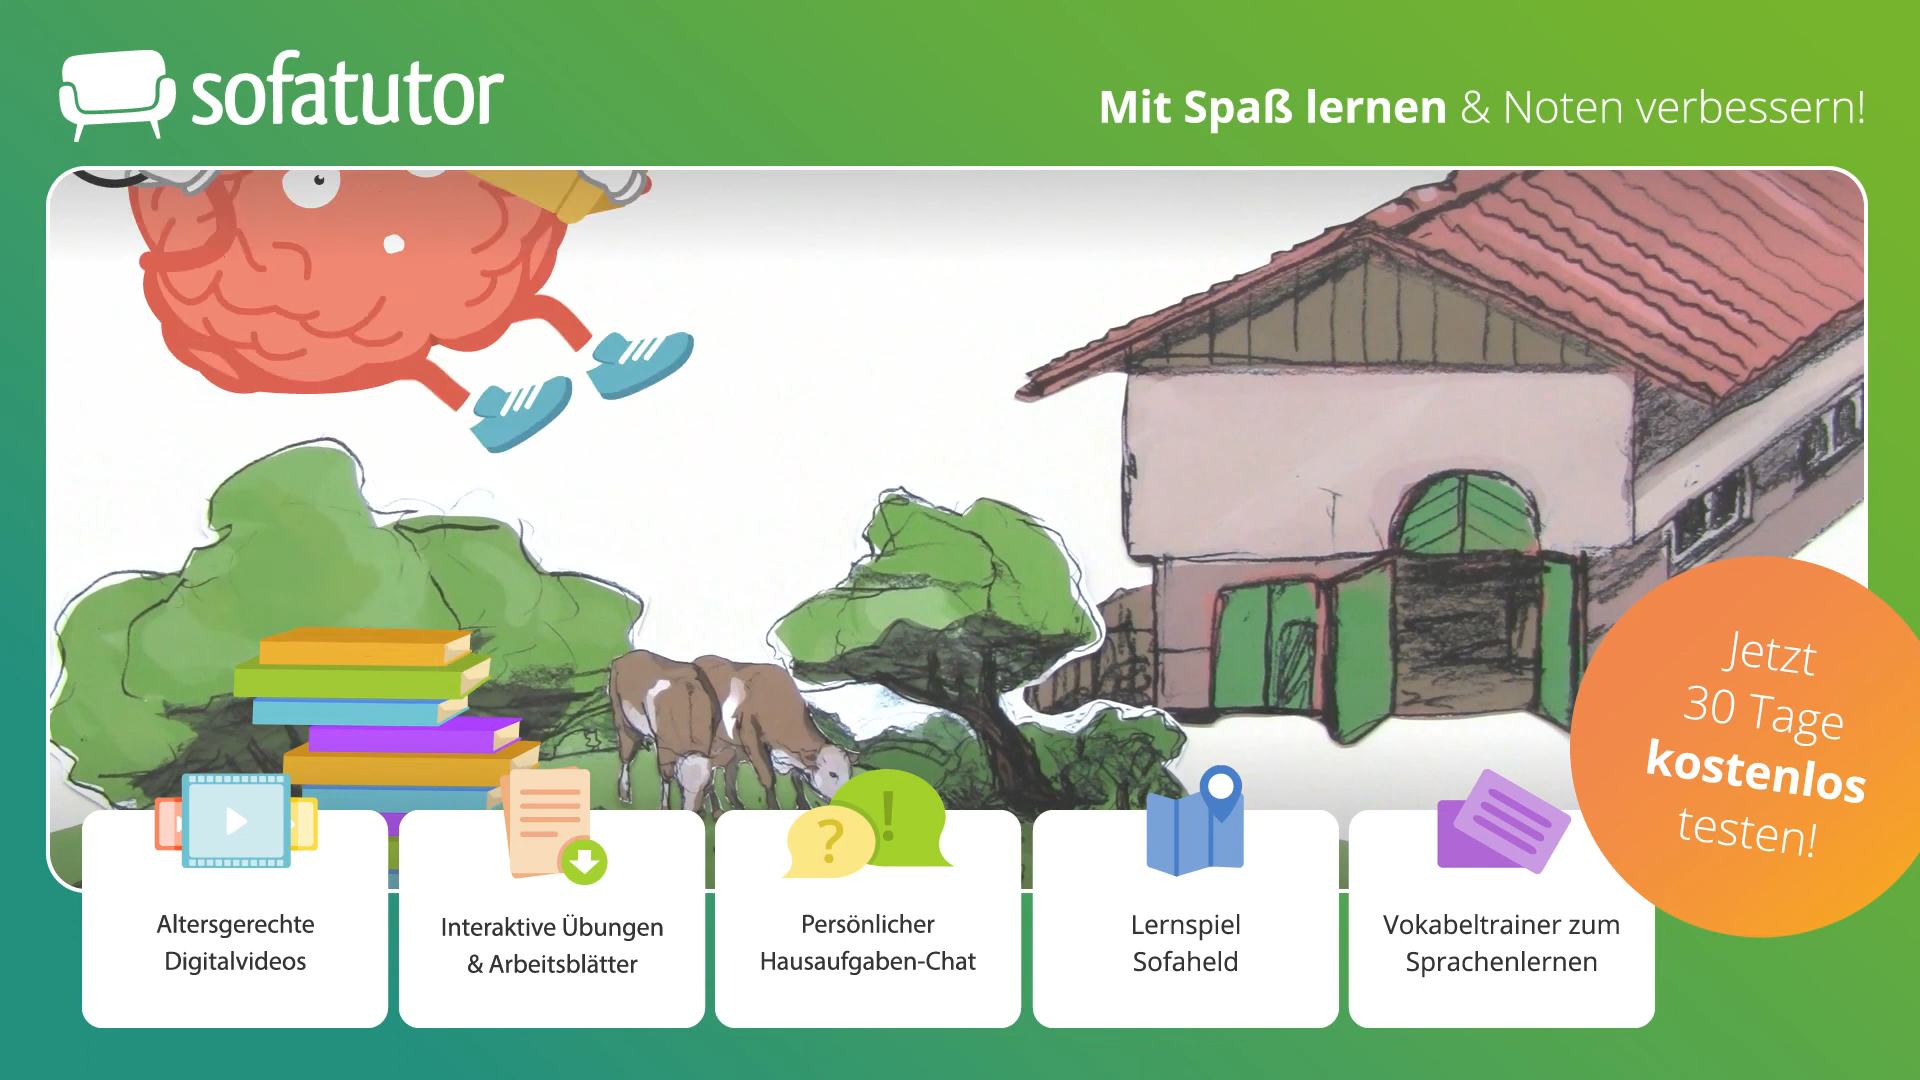 sofatutor
Mit Spaß lernen & Noten verbessern!
?
!
Jetzt
30 Tage
kostenlos
testen!
Altersgerechte
Digitalvideos
Interaktive Übungen
& Arbeitsblätter
Persönlicher
Hausaufgaben-Chat
Lernspiel
Sofaheld
Vokabeltrainer zum
Sprachenlernen